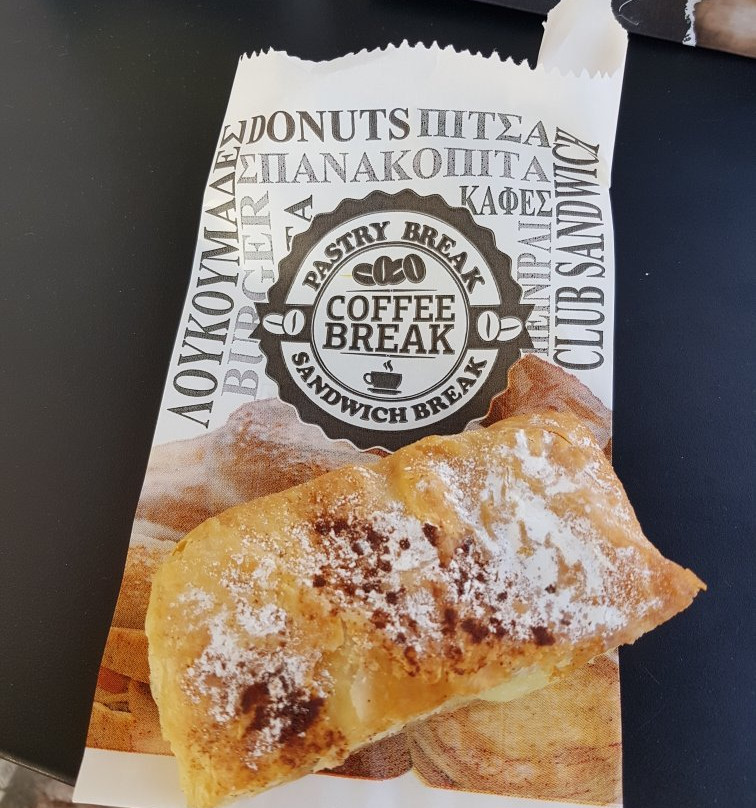 DONUTS ΠΙΤΣΑ
ΣΠΑΝΑΚΟΠΙΤΑ
ΚΑΦΕΣ
ΛΟΥΚΟΥΜΑΔΕΣ
BURGER
CLUB SANDWICH
PASTRY BREAK
COFFEE
BREAK
SANDWICH BREAK